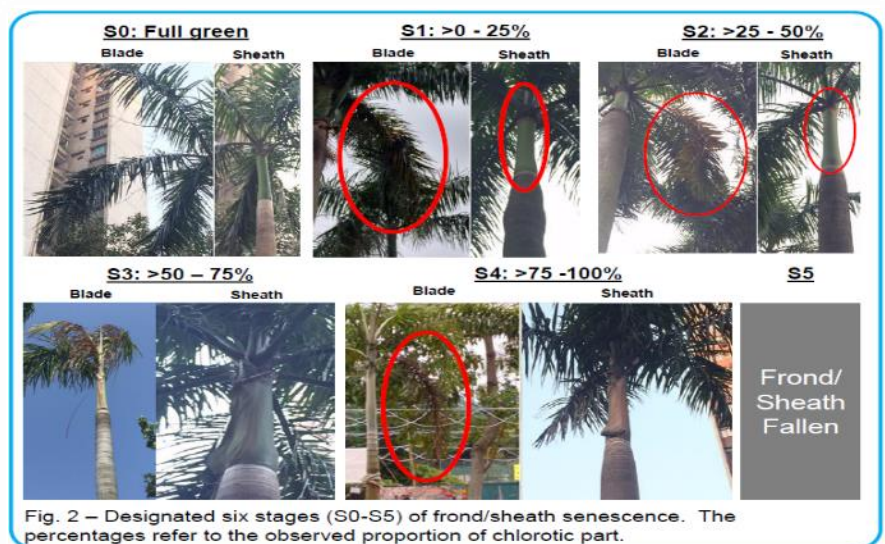 S0: Full green
S1: >0 - 25%
S2: >25 - 50%
Blade
Sheath
Blade
Sheath
Blade
Sheath
S3: >50 – 75%
S4: >75 -100%
S5
Blade
Sheath
Blade
Sheath
Frond/
Sheath
Fallen
Fig. 2 – Designated six stages (S0-S5) of frond/sheath senescence. The
percentages refer to the observed proportion of chlorotic part.